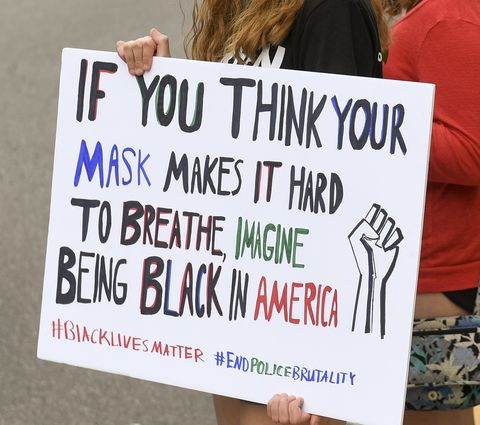 IF YOU THINK YOUR
MASK MAKES IT HARD
TO BREATHE, IMAGINE
BEING BLACK IN AMERICA
#BLACKLIVESMATTER #ENDPOLICEBRUTALITY